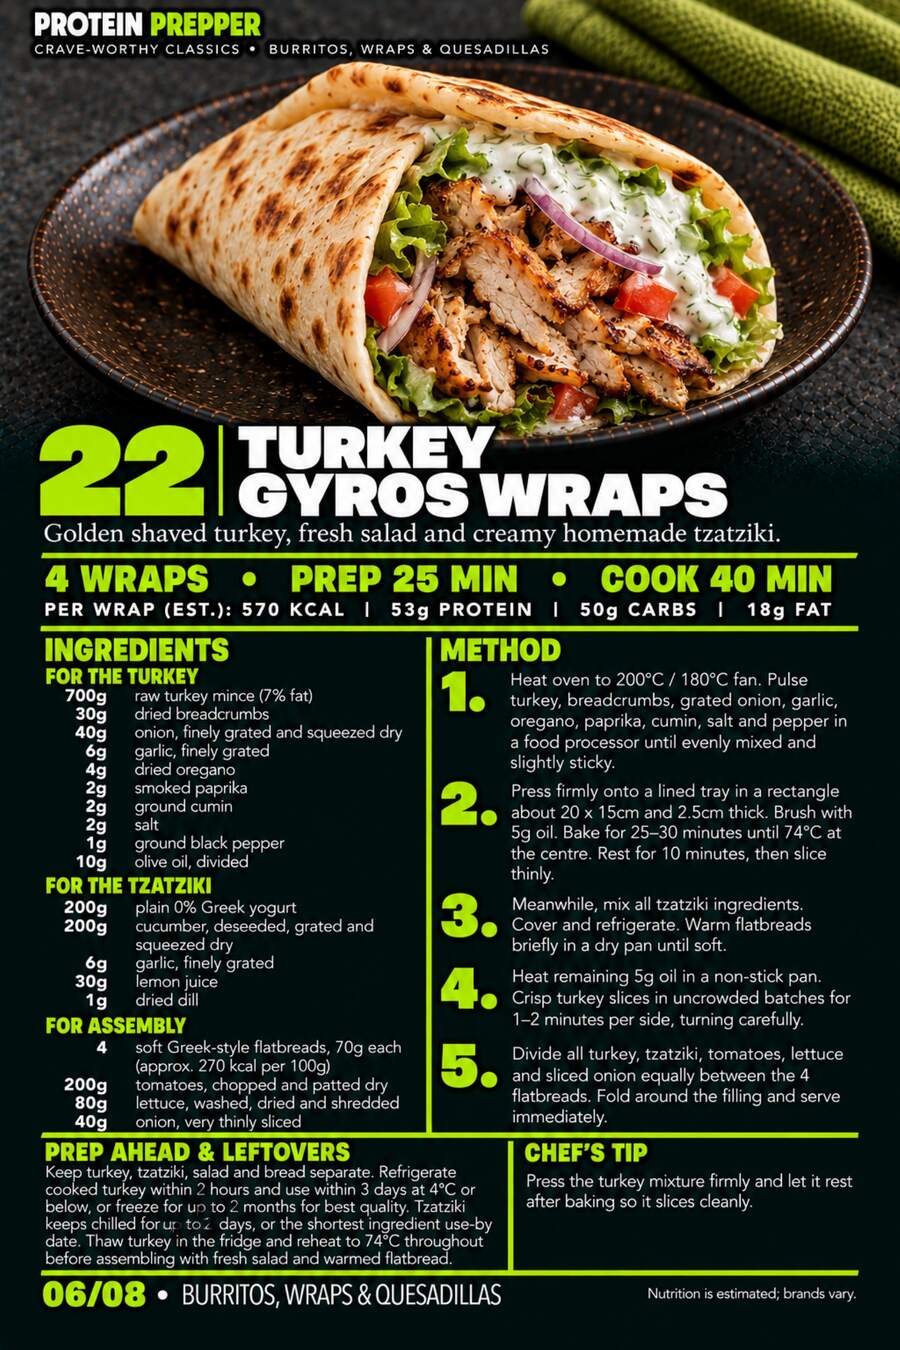 PROTEIN PREPPER
CRAVE-WORTHY CLASSICS • BURRITOS, WRAPS & QUESADILLAS
22
TURKEY
GYROS WRAPS
Golden shaved turkey, fresh salad and creamy homemade tzatziki.
4 WRAPS • PREP 25 MIN • COOK 40 MIN
PER WRAP (EST.): 570 KCAL | 53g PROTEIN | 50g CARBS | 18g FAT
INGREDIENTS
FOR THE TURKEY
700g raw turkey mince (7% fat)
30g dried breadcrumbs
40g onion, finely grated and squeezed dry
6g garlic, finely grated
4g dried oregano
2g smoked paprika
2g ground cumin
2g salt
1g ground black pepper
10g olive oil, divided
FOR THE TZATZIKI
200g plain 0% Greek yogurt
200g cucumber, deseeded, grated and
squeezed dry
6g garlic, finely grated
30g lemon juice
1g dried dill
FOR ASSEMBLY
4 soft Greek-style flatbreads, 70g each
(approx. 270 kcal per 100g)
200g tomatoes, chopped and patted dry
80g lettuce, washed, dried and shredded
40g onion, very thinly sliced
METHOD
1. Heat oven to 200°C / 180°C fan. Pulse
turkey, breadcrumbs, grated onion, garlic,
oregano, paprika, cumin, salt and pepper in
a food processor until evenly mixed and
slightly sticky.
2. Press firmly onto a lined tray in a rectangle
about 20 x 15cm and 2.5cm thick. Brush with
5g oil. Bake for 25–30 minutes until 74°C at
the centre. Rest for 10 minutes, then slice
thinly.
3. Meanwhile, mix all tzatziki ingredients.
Cover and refrigerate. Warm flatbreads
briefly in a dry pan until soft.
4. Heat remaining 5g oil in a non-stick pan.
Crisp turkey slices in uncrowded batches for
1–2 minutes per side, turning carefully.
5. Divide all turkey, tzatziki, tomatoes, lettuce
and sliced onion equally between the 4
flatbreads. Fold around the filling and serve
immediately.
PREP AHEAD & LEFTOVERS
Keep turkey, tzatziki, salad and bread separate. Refrigerate
cooked turkey within 2 hours and use within 3 days at 4°C or
below, or freeze for up to 2 months for best quality. Tzatziki
keeps chilled for up to 2 days, or the shortest ingredient use-by
date. Thaw turkey in the fridge and reheat to 74°C throughout
before assembling with fresh salad and warmed flatbread.
CHEF'S TIP
Press the turkey mixture firmly and let it rest
after baking so it slices cleanly.
06/08 • BURRITOS, WRAPS & QUESADILLAS
Nutrition is estimated; brands vary.